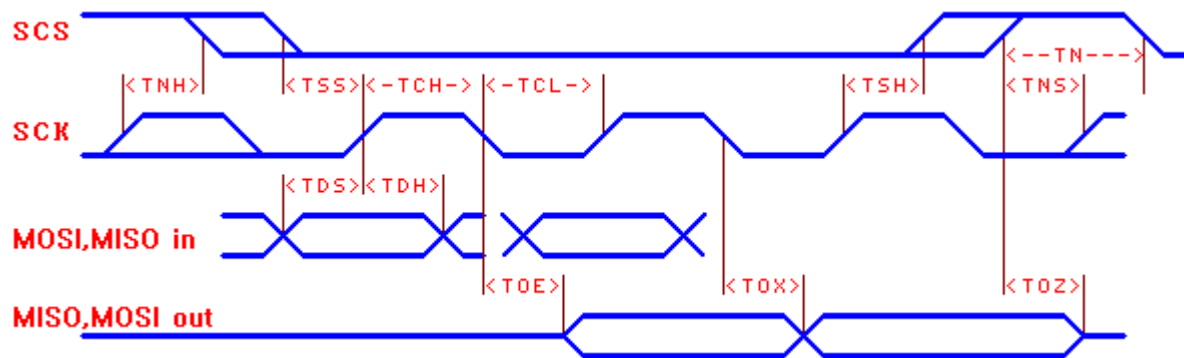 SCS
<--TN--->
<TNH> <TSS> <-TCH-> <-TCL-> <TSH> <TNS>
SCK
<TDS> <TDH>
MOSI,MISO in
<TOE> <TOX> <TOZ>
MISO,MOSI out